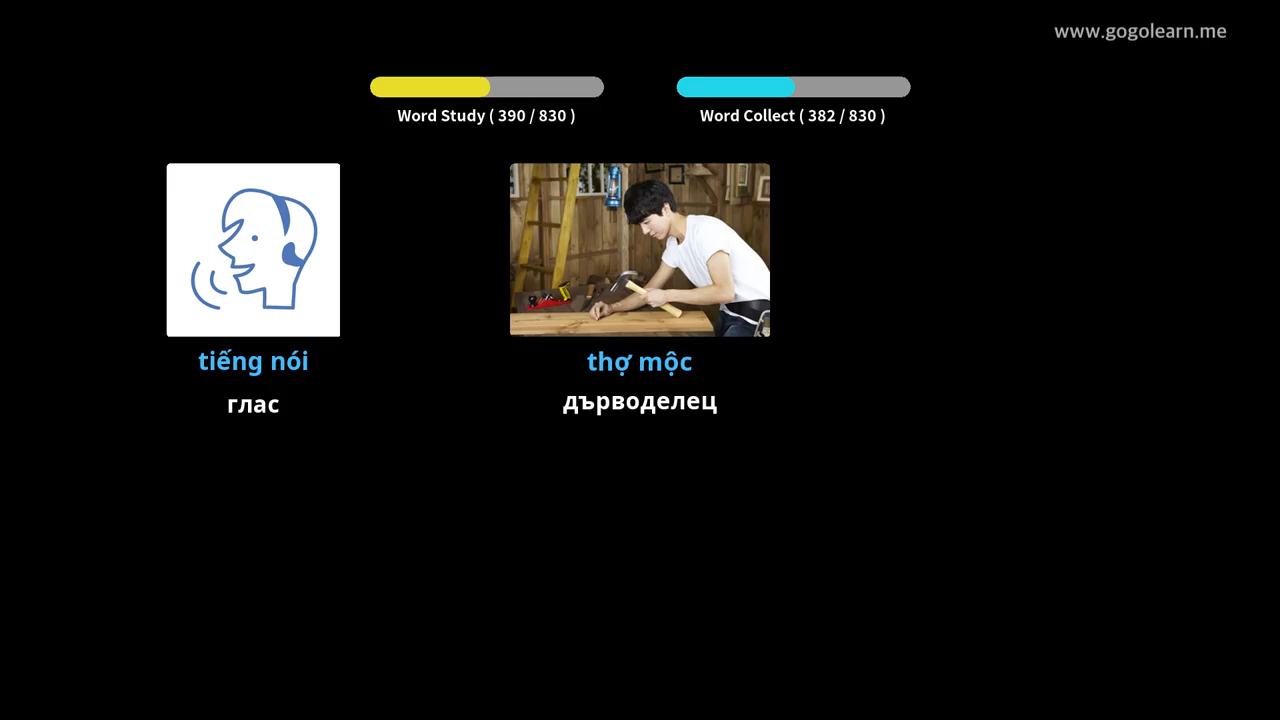 www.gogolearn.me
Word Study ( 390 / 830 )
Word Collect ( 382 / 830 )
tiếng nói
глас
thợ mộc
дърводелец